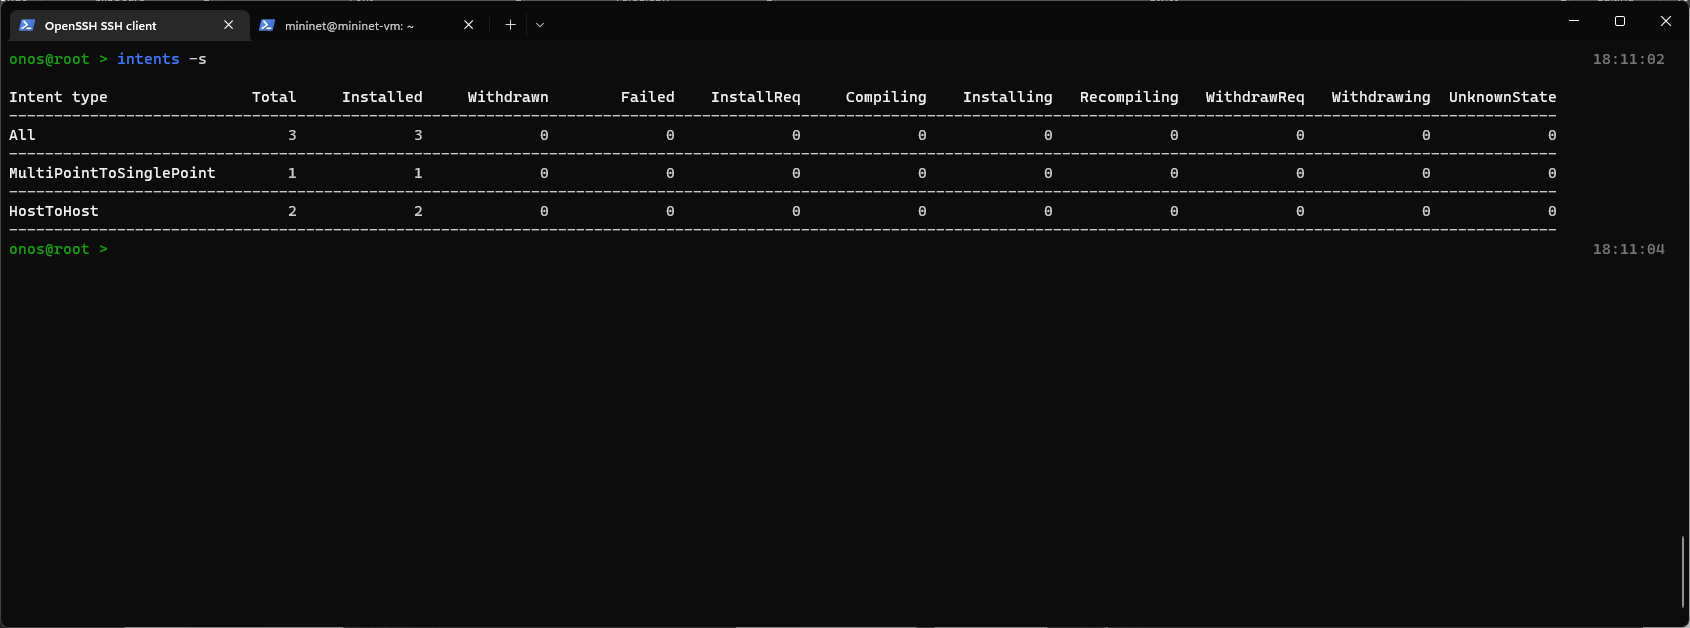 OpenSSH SSH client mininet@mininet-vm: ~
onos@root > intents -s 18:11:02
Intent type Total Installed Withdrawn Failed InstallReq Compiling Installing Recompiling WithdrawReq Withdrawing UnknownState
All 3 3 0 0 0 0 0 0 0 0 0
MultiPointToSinglePoint 1 1 0 0 0 0 0 0 0 0 0
HostToHost 2 2 0 0 0 0 0 0 0 0 0
onos@root > 18:11:04